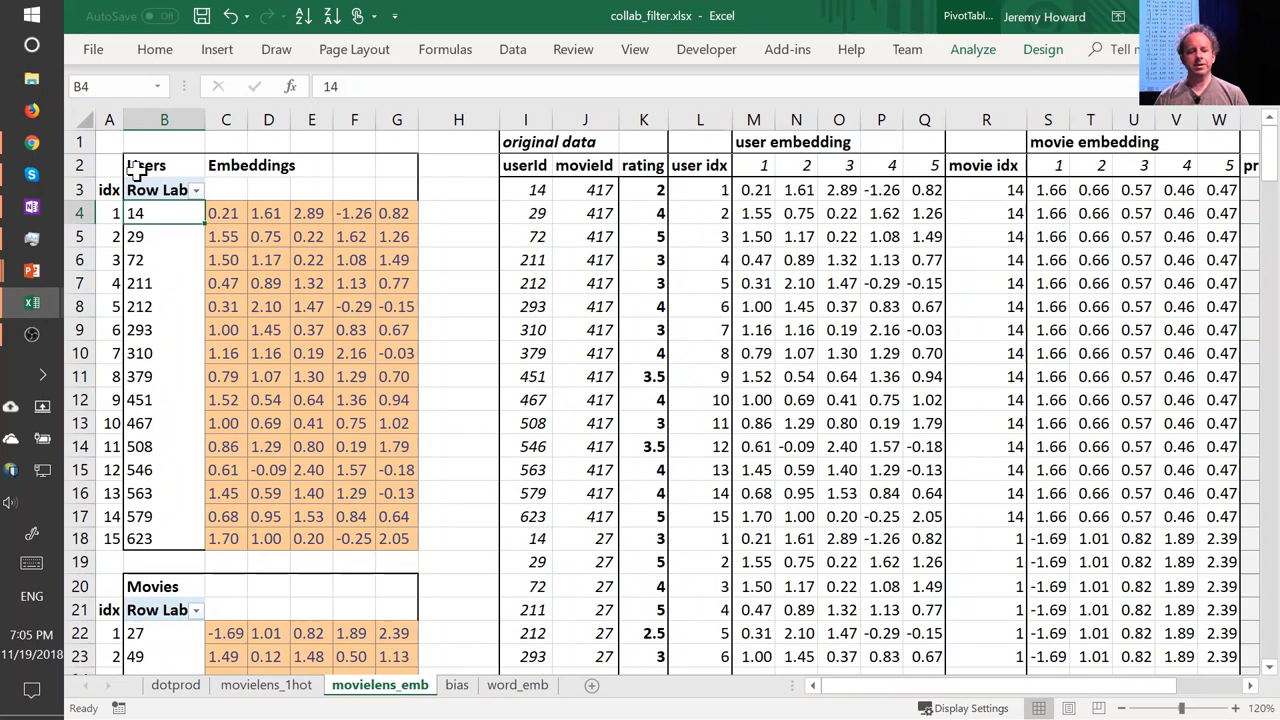 AutoSave Off collab_filter.xlsx - Excel PivotTabl... Jeremy Howard
File Home Insert Draw Page Layout Formulas Data Review View Developer Add-ins Help Team Analyze Design Tell
B4 fx 14
A B C D E F G H I J K L M N O P Q R S T U V W
1 original data user embedding movie embedding
2 Users Embeddings userId movieId rating user idx 1 2 3 4 5 movie idx 1 2 3 4 5 pr
3 idx Row Lab 14 417 2 1 0.21 1.61 2.89 -1.26 0.82 14 1.66 0.66 0.57 0.46 0.47
4 1 14 0.21 1.61 2.89 -1.26 0.82 29 417 4 2 1.55 0.75 0.22 1.62 1.26 14 1.66 0.66 0.57 0.46 0.47
5 2 29 1.55 0.75 0.22 1.62 1.26 72 417 5 3 1.50 1.17 0.22 1.08 1.49 14 1.66 0.66 0.57 0.46 0.47
6 3 72 1.50 1.17 0.22 1.08 1.49 211 417 3 4 0.47 0.89 1.32 1.13 0.77 14 1.66 0.66 0.57 0.46 0.47
7 4 211 0.47 0.89 1.32 1.13 0.77 212 417 3 5 0.31 2.10 1.47 -0.29 -0.15 14 1.66 0.66 0.57 0.46 0.47
8 5 212 0.31 2.10 1.47 -0.29 -0.15 293 417 4 6 1.00 1.45 0.37 0.83 0.67 14 1.66 0.66 0.57 0.46 0.47
9 6 293 1.00 1.45 0.37 0.83 0.67 310 417 3 7 1.16 1.16 0.19 2.16 -0.03 14 1.66 0.66 0.57 0.46 0.47
10 7 310 1.16 1.16 0.19 2.16 -0.03 379 417 4 8 0.79 1.07 1.30 1.29 0.70 14 1.66 0.66 0.57 0.46 0.47
11 8 379 0.79 1.07 1.30 1.29 0.70 451 417 3.5 9 1.52 0.54 0.64 1.36 0.94 14 1.66 0.66 0.57 0.46 0.47
12 9 451 1.52 0.54 0.64 1.36 0.94 467 417 4 10 1.00 0.69 0.41 0.75 1.02 14 1.66 0.66 0.57 0.46 0.47
13 10 467 1.00 0.69 0.41 0.75 1.02 508 417 3 11 0.86 1.29 0.80 0.19 1.79 14 1.66 0.66 0.57 0.46 0.47
14 11 508 0.86 1.29 0.80 0.19 1.79 546 417 3.5 12 0.61 -0.09 2.40 1.57 -0.18 14 1.66 0.66 0.57 0.46 0.47
15 12 546 0.61 -0.09 2.40 1.57 -0.18 563 417 4 13 1.45 0.59 1.40 1.29 -0.13 14 1.66 0.66 0.57 0.46 0.47
16 13 563 1.45 0.59 1.40 1.29 -0.13 579 417 4 14 0.68 0.95 1.53 0.84 0.64 14 1.66 0.66 0.57 0.46 0.47
17 14 579 0.68 0.95 1.53 0.84 0.64 623 417 5 15 1.70 1.00 0.20 -0.25 2.05 14 1.66 0.66 0.57 0.46 0.47
18 15 623 1.70 1.00 0.20 -0.25 2.05 14 27 3 1 0.21 1.61 2.89 -1.26 0.82 1 -1.69 1.01 0.82 1.89 2.39
19 29 27 5 2 1.55 0.75 0.22 1.62 1.26 1 -1.69 1.01 0.82 1.89 2.39
20 Movies 72 27 4 3 1.50 1.17 0.22 1.08 1.49 1 -1.69 1.01 0.82 1.89 2.39
21 idx Row Lab 211 27 5 4 0.47 0.89 1.32 1.13 0.77 1 -1.69 1.01 0.82 1.89 2.39
22 1 27 -1.69 1.01 0.82 1.89 2.39 212 27 2.5 5 0.31 2.10 1.47 -0.29 -0.15 1 -1.69 1.01 0.82 1.89 2.39
23 2 49 1.49 0.12 1.48 0.50 1.13 293 27 3 6 1.00 1.45 0.37 0.83 0.67 1 -1.69 1.01 0.82 1.89 2.39
dotprod movielens_1hot movielens_emb bias word_emb
Ready Display Settings 120%
ENG
7:05 PM
11/19/2018